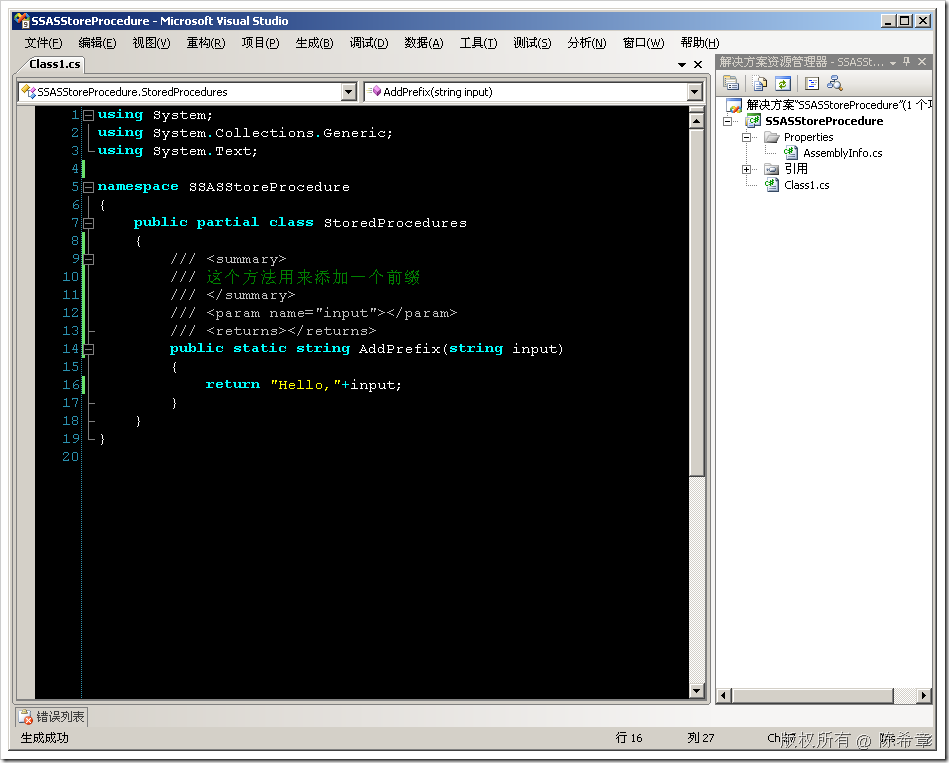 SSASStoreProcedure - Microsoft Visual Studio
文件(F) 编辑(E) 视图(V) 重构(R) 项目(P) 生成(B) 调试(D) 数据(A) 工具(T) 测试(S) 分析(N) 窗口(W) 帮助(H)
Class1.cs
SSASStoreProcedure.StoredProcedures
AddPrefix(string input)
1 using System;
2 using System.Collections.Generic;
3 using System.Text;
4
5 namespace SSASStoreProcedure
6 {
7 public partial class StoredProcedures
8 {
9 /// <summary>
10 /// 这个方法用来添加一个前缀
11 /// </summary>
12 /// <param name="input"></param>
13 /// <returns></returns>
14 public static string AddPrefix(string input)
15 {
16 return "Hello,"+input;
17 }
18 }
19 }
20
解决方案资源管理器 - SSASSt...
解决方案"SSASStoreProcedure"(1 个项
SSASStoreProcedure
Properties
AssemblyInfo.cs
引用
Class1.cs
错误列表
生成成功 行 16 列 27
版权所有 @ 陈希章